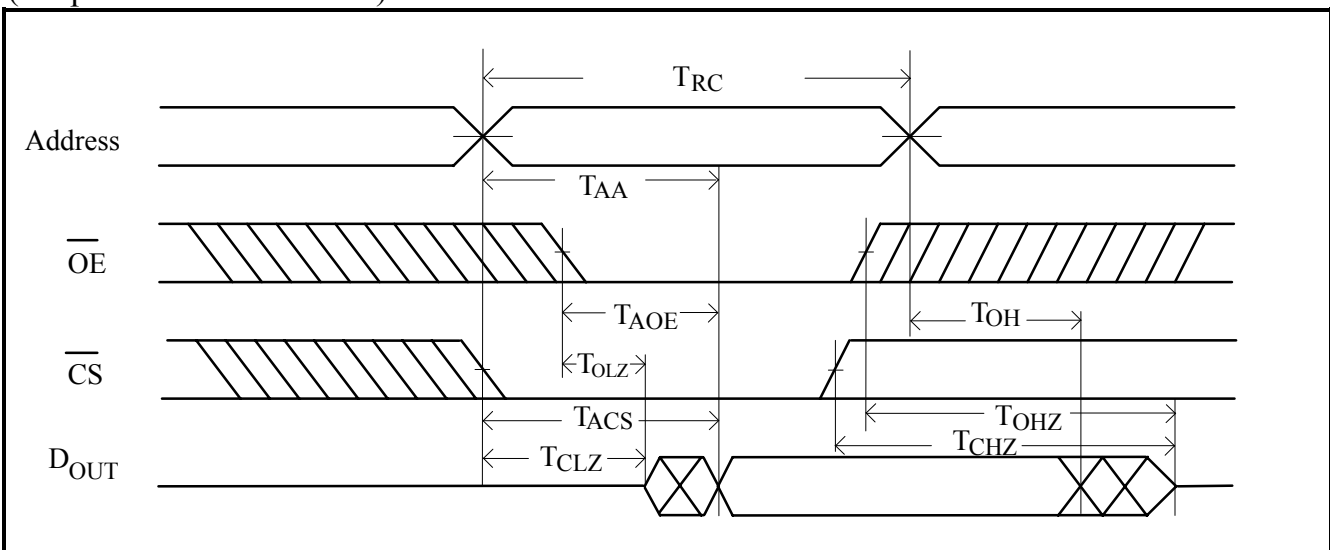 TRC
Address
TAA
OE
TAOE
TOH
CS
TOLZ
TACS
TOHZ
TCHZ
TCLZ
DOUT